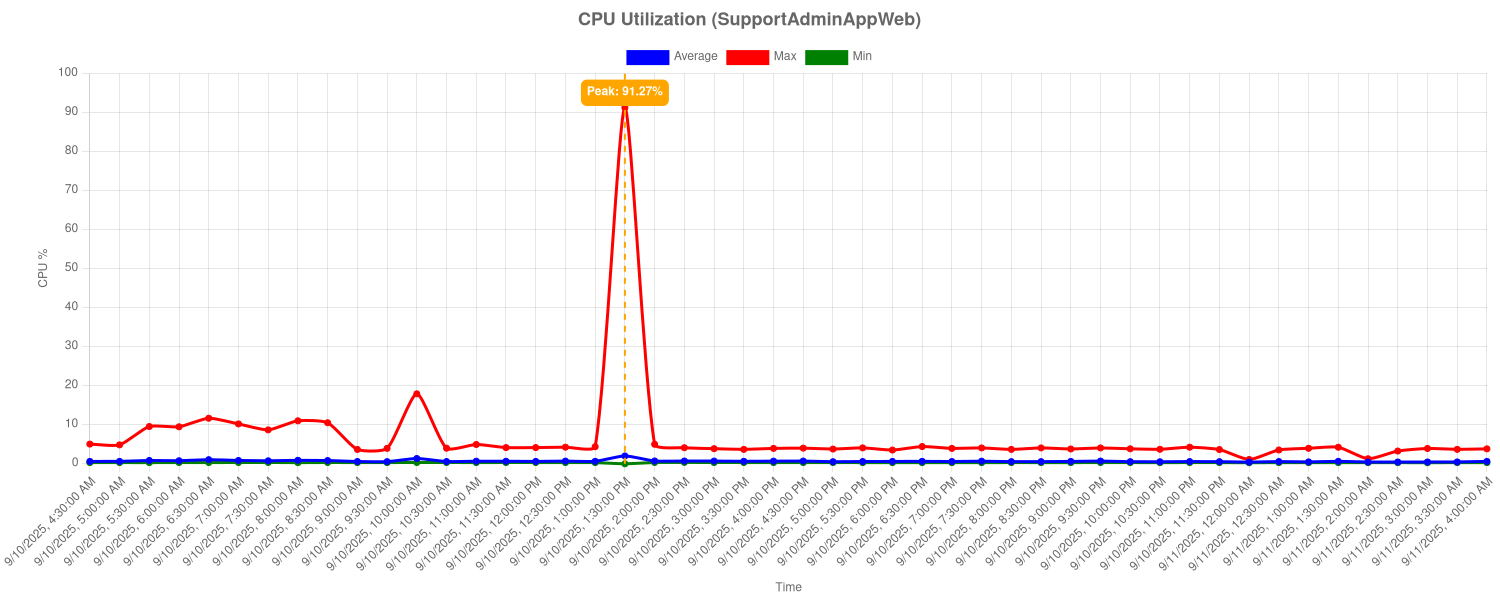 CPU Utilization (SupportAdminAppWeb)
Average Max Min
Peak: 91.27%
CPU %
100
90
80
70
60
50
40
30
20
10
0
9/10/2025, 4:30:00 AM
9/10/2025, 5:00:00 AM
9/10/2025, 5:30:00 AM
9/10/2025, 6:00:00 AM
9/10/2025, 6:30:00 AM
9/10/2025, 7:00:00 AM
9/10/2025, 7:30:00 AM
9/10/2025, 8:00:00 AM
9/10/2025, 8:30:00 AM
9/10/2025, 9:00:00 AM
9/10/2025, 9:30:00 AM
9/10/2025, 10:00:00 AM
9/10/2025, 10:30:00 AM
9/10/2025, 11:00:00 AM
9/10/2025, 11:30:00 AM
9/10/2025, 12:00:00 PM
9/10/2025, 12:30:00 PM
9/10/2025, 1:00:00 PM
9/10/2025, 1:30:00 PM
9/10/2025, 2:00:00 PM
9/10/2025, 2:30:00 PM
9/10/2025, 3:00:00 PM
9/10/2025, 3:30:00 PM
9/10/2025, 4:00:00 PM
9/10/2025, 4:30:00 PM
9/10/2025, 5:00:00 PM
9/10/2025, 5:30:00 PM
9/10/2025, 6:00:00 PM
9/10/2025, 6:30:00 PM
9/10/2025, 7:00:00 PM
9/10/2025, 7:30:00 PM
9/10/2025, 8:00:00 PM
9/10/2025, 8:30:00 PM
9/10/2025, 9:00:00 PM
9/10/2025, 9:30:00 PM
9/10/2025, 10:00:00 PM
9/10/2025, 10:30:00 PM
9/10/2025, 11:00:00 PM
9/10/2025, 11:30:00 PM
9/11/2025, 12:00:00 AM
9/11/2025, 12:30:00 AM
9/11/2025, 1:00:00 AM
9/11/2025, 1:30:00 AM
9/11/2025, 2:00:00 AM
9/11/2025, 2:30:00 AM
9/11/2025, 3:00:00 AM
9/11/2025, 3:30:00 AM
9/11/2025, 4:00:00 AM
Time